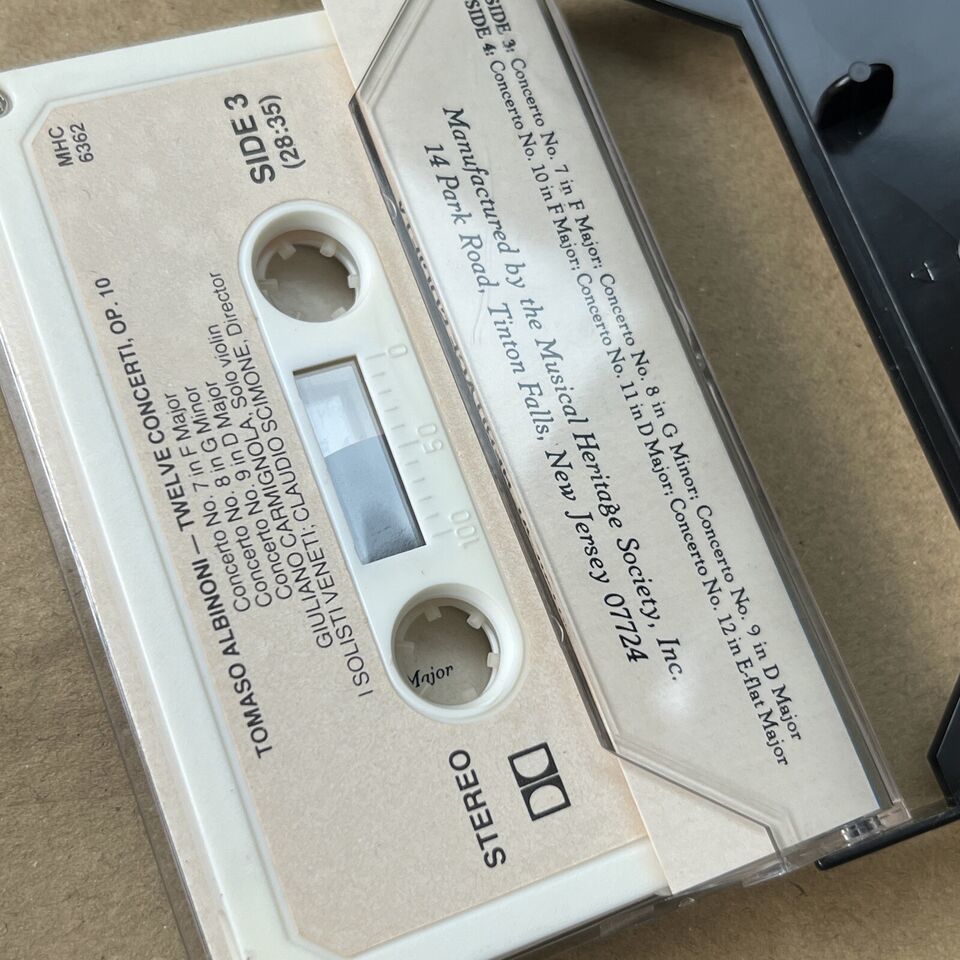 MHC
6362
SIDE 3
(28:35)
TOMASO ALBINONI — TWELVE CONCERTI, OP. 10
Concerto No. 7 in F Major
Concerto No. 8 in G Minor
Concerto No. 9 in D Major
GIULIANO CARMIGNOLA, Solo violin
I SOLISTI VENETI; CLAUDIO SCIMONE, Director
0
50
100
Major
STEREO
SIDE 3: Concerto No. 7 in F Major; Concerto No. 8 in G Minor; Concerto No. 9 in D Major
SIDE 4: Concerto No. 10 in F Major; Concerto No. 11 in D Major; Concerto No. 12 in E-flat Major
Manufactured by the Musical Heritage Society, Inc.
14 Park Road, Tinton Falls, New Jersey 07724